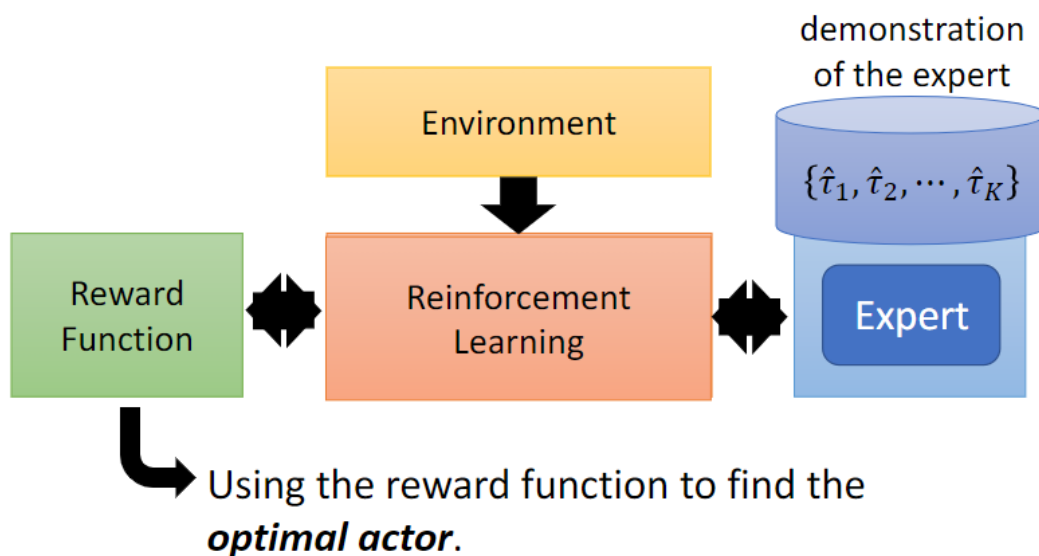 demonstration
of the expert
Environment
{τ̂₁, τ̂₂, ⋯, τ̂_K}
Reward
Function
Reinforcement
Learning
Expert
Using the reward function to find the
optimal actor.